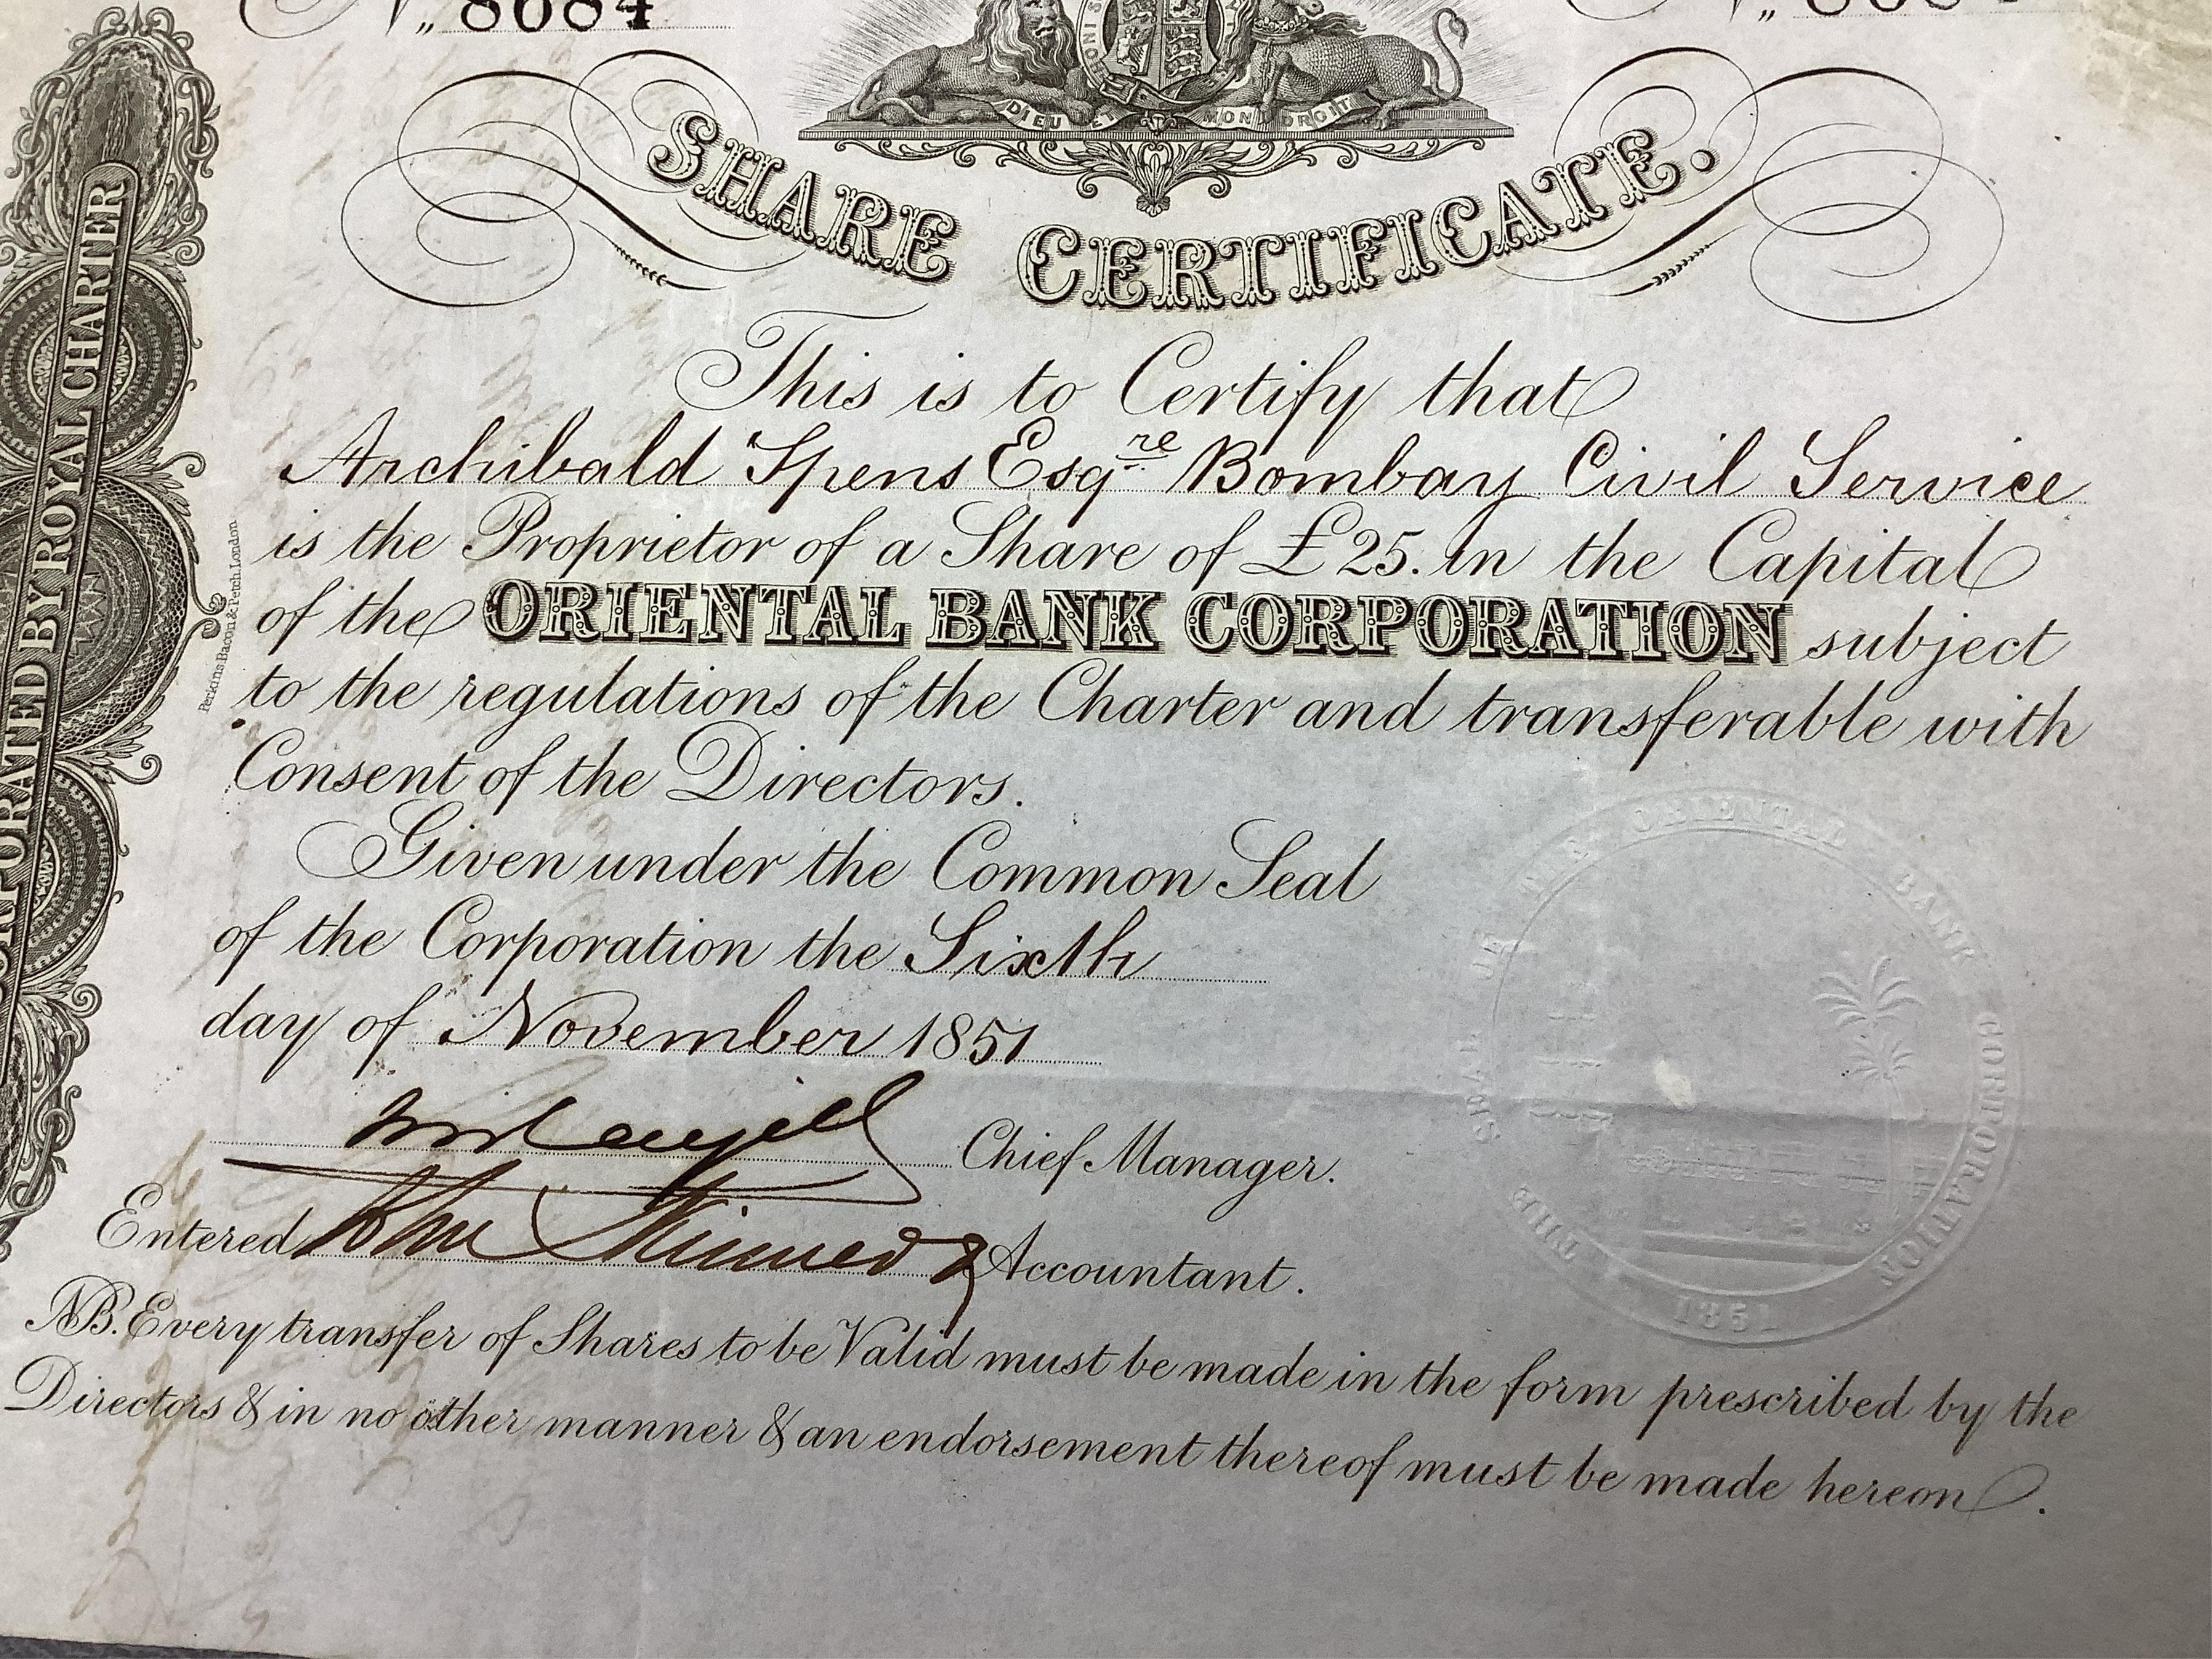 No. 8684
DIEU ET MON DROIT
SHARE CERTIFICATE.
This is to Certify that
Archibald Spens Esqre Bombay Civil Service
is the Proprietor of a Share of £25. in the Capital
of the ORIENTAL BANK CORPORATION subject
to the regulations of the Charter and transferable with
Consent of the Directors.
Given under the Common Seal
of the Corporation the Sixth
day of November 1851
Chief Manager.
Entered Accountant.
NB. Every transfer of Shares to be Valid must be made in the form prescribed by the
Directors & in no other manner & an endorsement thereof must be made hereon.
INCORPORATED BY ROYAL CHARTER
Perkins Bacon & Petch. London
THE SEAL OF THE ORIENTAL BANK CORPORATION
1851